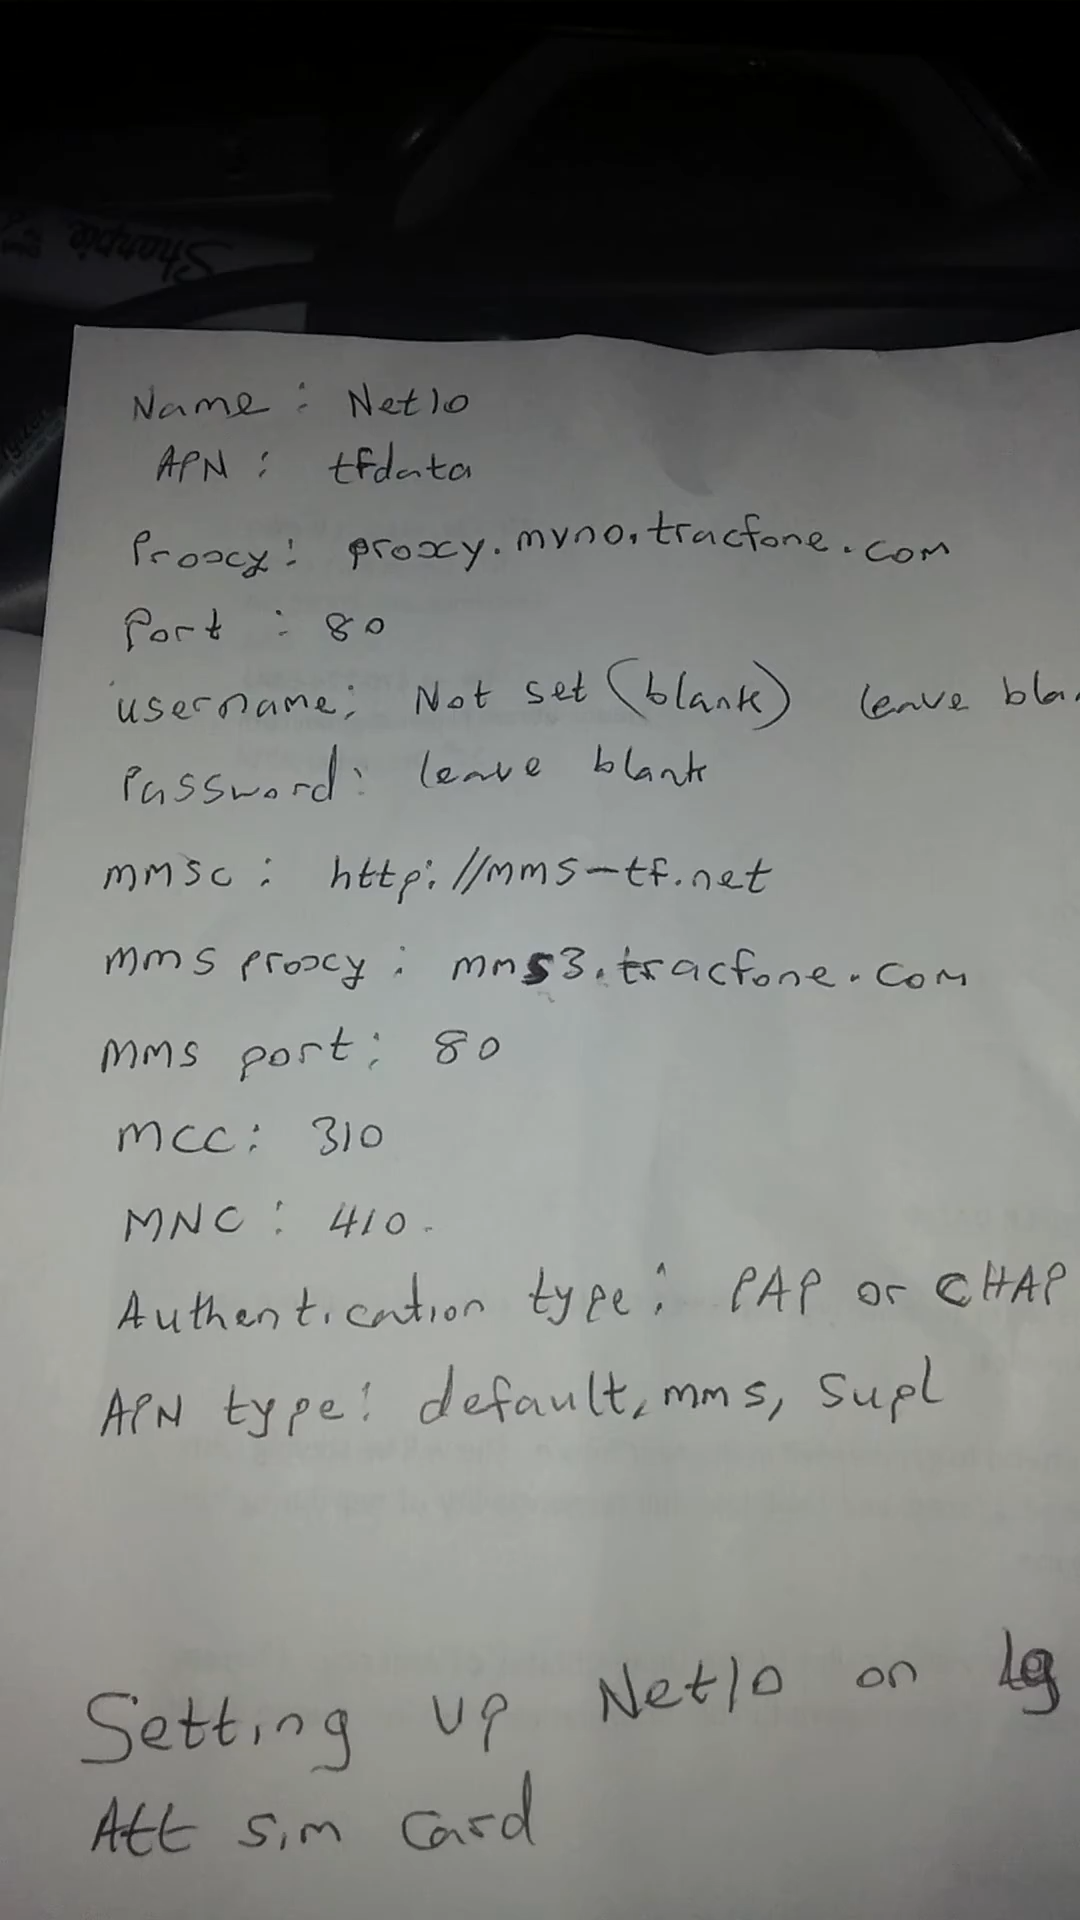 Sharpie
Name : Net10
APN : tfdata
Proxy: proxy.mvno.tracfone.com
Port : 80
username: Not set (blank) leave blan
Password: leave blank
mmsc : http://mms-tf.net
mms proxy : mms3.tracfone.com
mms port: 80
MCC: 310
MNC : 410
Authentication type: PAP or CHAP
APN type: default, mms, Supl
Setting up Net10 on Lg
Att sim card